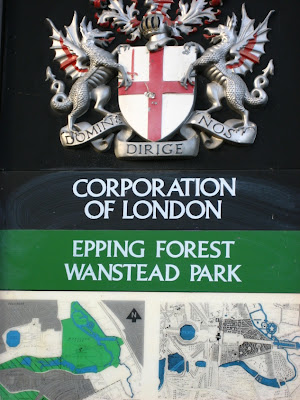 DOMINE DIRIGE NOS
CORPORATION
OF LONDON
EPPING FOREST
WANSTEAD PARK